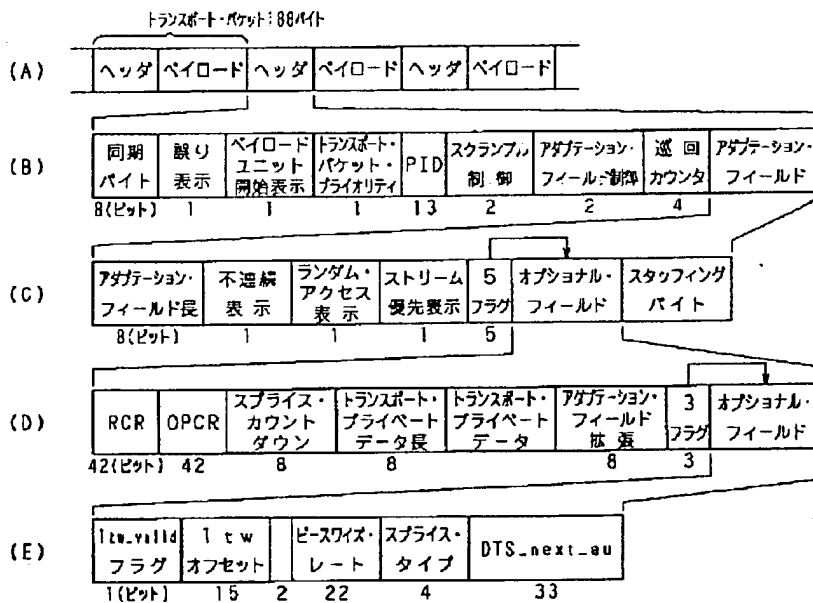 トランスポート・パケット:88バイト
(A)
ヘッダ ペイロード ヘッダ ペイロード ヘッダ ペイロード
(B)
同期バイト
誤り表示
ペイロードユニット開始表示
トランスポート・パケット・プライオリティ
PID
スクランブル制御
アダプテーション・フィールド制御
巡回カウンタ
アダプテーション・フィールド
8(ビット) 1 1 1 13 2 2 4
(C)
アダプテーション・フィールド長
不連続表示
ランダム・アクセス表示
ストリーム優先表示
5フラグ
オプショナル・フィールド
スタッフィングバイト
8(ビット) 1 1 1 5
(D)
RCR
OPCR
スプライス・カウントダウン
トランスポート・プライベートデータ長
トランスポート・プライベートデータ
アダプテーション・フィールド拡張
3フラグ
オプショナル・フィールド
42(ビット) 42 8 8 8 3
(E)
ltw_valid フラグ
ltw オフセット
ピースワイズ・レート
スプライス・タイプ
DTS_next_au
1(ビット) 15 2 22 4 33